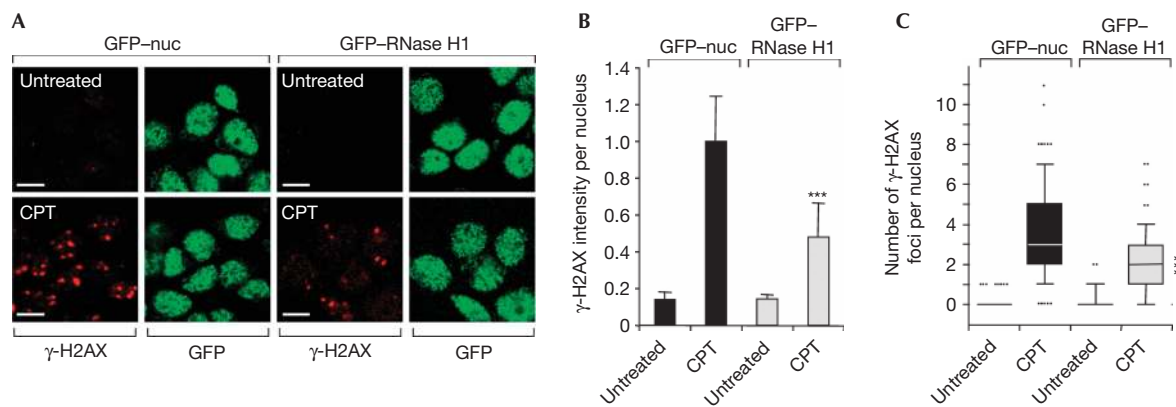 A
GFP–nuc
GFP–RNase H1
Untreated
Untreated
CPT
CPT
γ-H2AX
GFP
γ-H2AX
GFP
B
GFP–
GFP–nuc
RNase H1
γ-H2AX intensity per nucleus
1.4
1.2
1.0
0.8
0.6
0.4
0.2
0
***
Untreated
CPT
Untreated
CPT
C
GFP–
GFP–nuc
RNase H1
Number of γ-H2AX
foci per nucleus
10
8
6
4
2
0
***
Untreated
CPT
Untreated
CPT